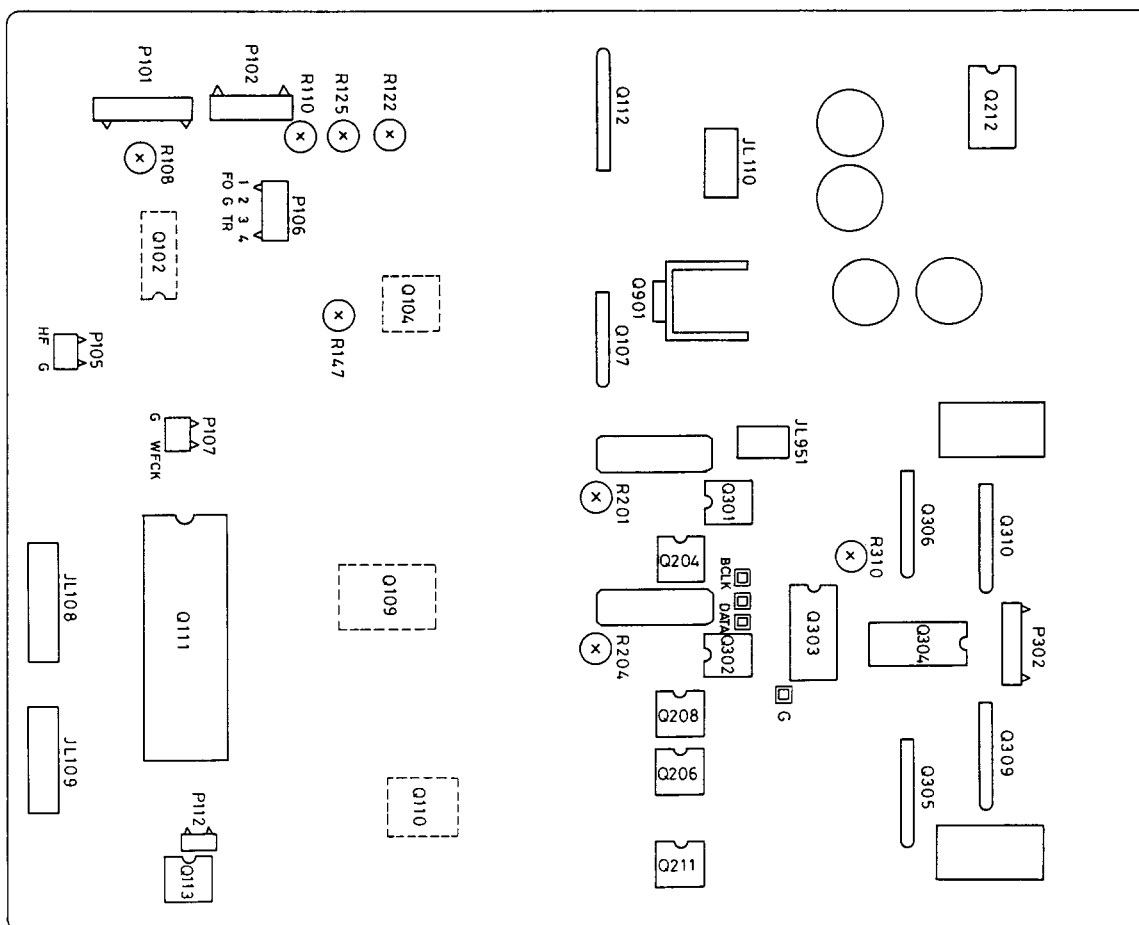 P101
P102
R110
R125
R122
Q112
JL110
Q212
R108
1 2 3 4
FO G TR
P106
Q102
Q104
R147
Q901
Q107
HF G
P105
G WFCK
P107
JL951
R201
Q301
Q306
Q310
R310
Q204
BCLK
DATA
Q109
Q111
JL108
R204
Q302
Q303
Q304
P302
G
Q208
Q206
Q305
Q309
JL109
P112
Q110
Q113
Q211